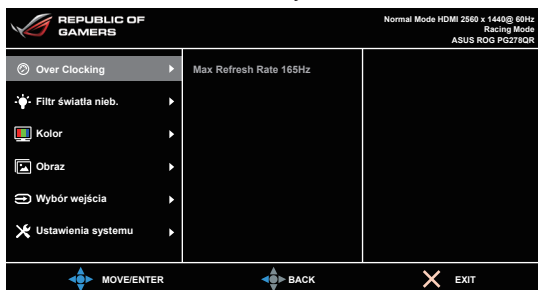 REPUBLIC OF
GAMERS
Normal Mode HDMI 2560 x 1440@ 60Hz
Racing Mode
ASUS ROG PG278QR
Over Clocking
Max Refresh Rate 165Hz
Filtr światła nieb.
Kolor
Obraz
Wybór wejścia
Ustawienia systemu
MOVE/ENTER
BACK
EXIT